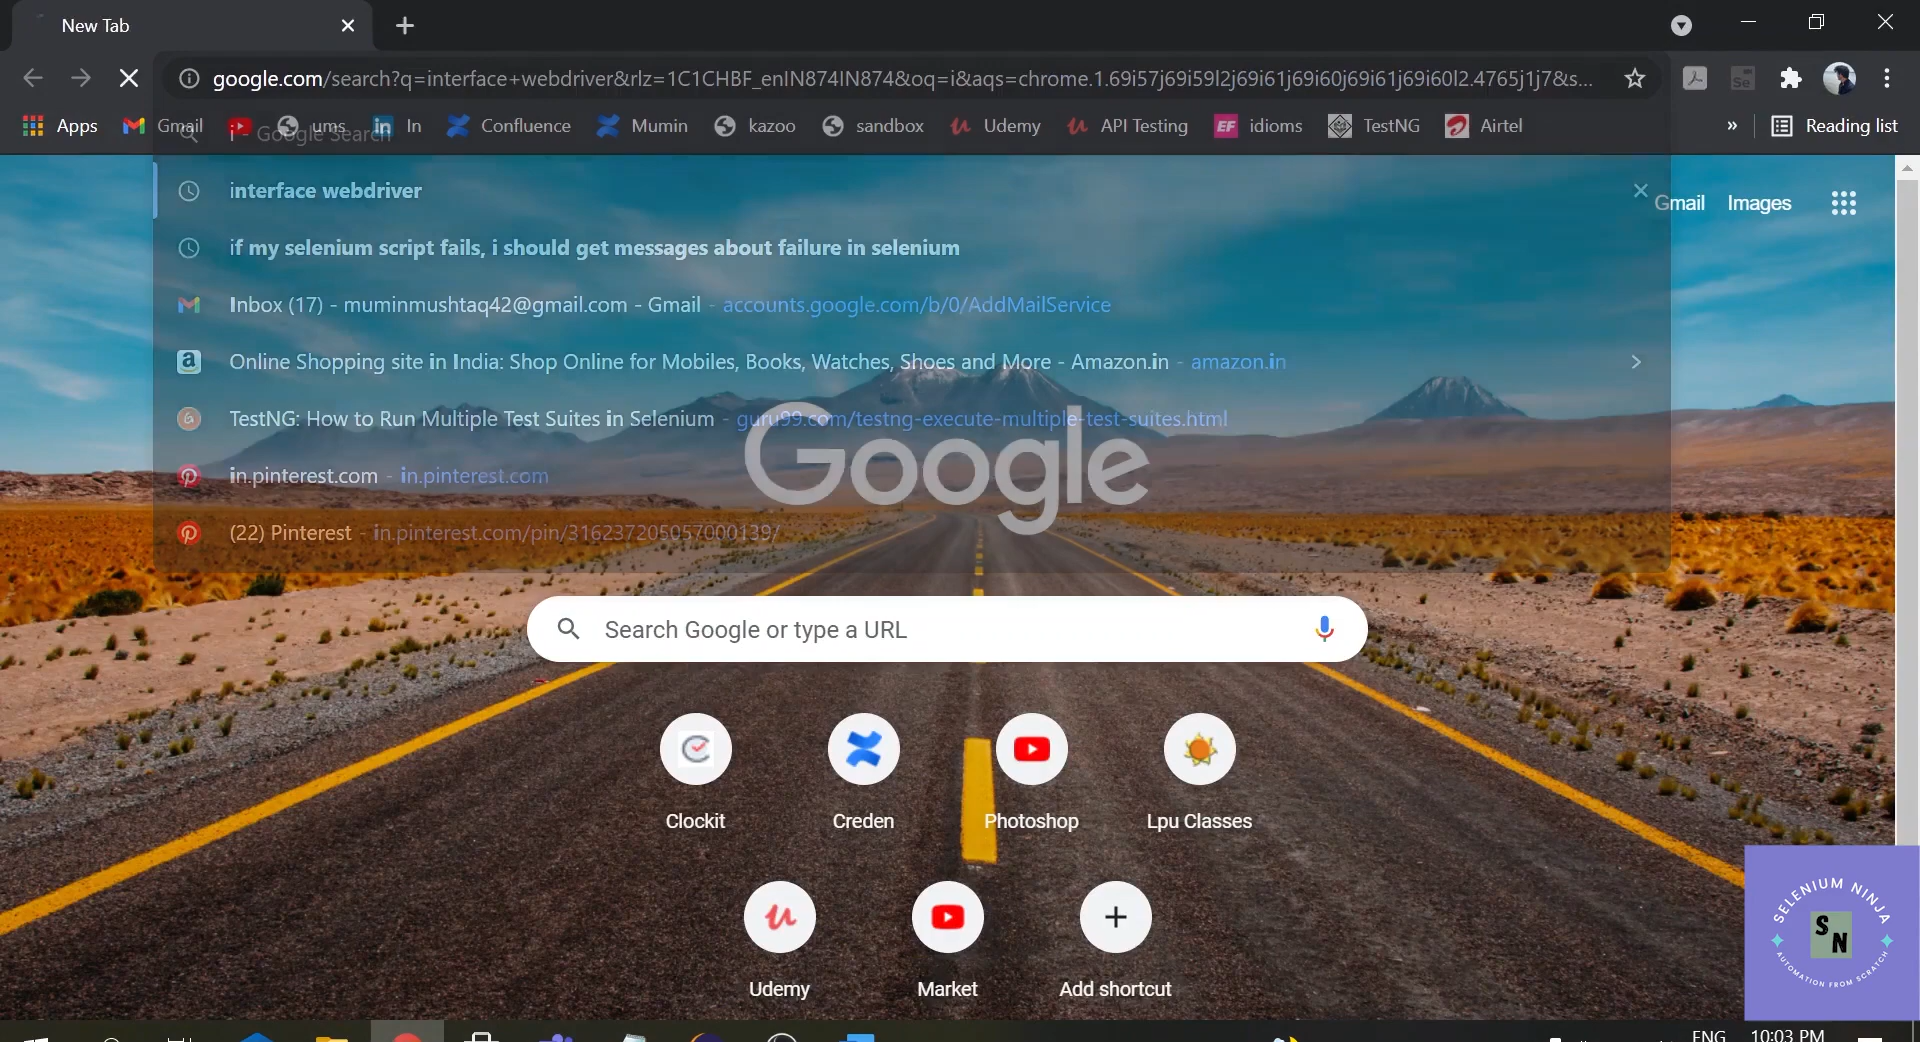 New Tab
google.com/search?q=interface+webdriver&rlz=1C1CHBF_enIN874IN874&oq=i&aqs=chrome.1.69i57j69i59l2j69i61j69i60j69i61j69i60l2.4765j1j7&s...
Se
Apps Gmail ums in In Confluence Mumin kazoo sandbox Udemy API Testing EF idioms TestNG Airtel » Reading list
i - Google Search
interface webdriver
Gmail Images
if my selenium script fails, i should get messages about failure in selenium
Inbox (17) - muminmushtaq42@gmail.com - Gmail - accounts.google.com/b/0/AddMailService
Online Shopping site in India: Shop Online for Mobiles, Books, Watches, Shoes and More - Amazon.in - amazon.in
TestNG: How to Run Multiple Test Suites in Selenium - guru99.com/testng-execute-multiple-test-suites.html
in.pinterest.com - in.pinterest.com
Google
(22) Pinterest - in.pinterest.com/pin/316237205057000139/
Search Google or type a URL
Clockit Creden Photoshop Lpu Classes
Udemy Market Add shortcut
SELENIUM NINJA
S N
AUTOMATION FROM SCRATCH
ENG 10:03 PM